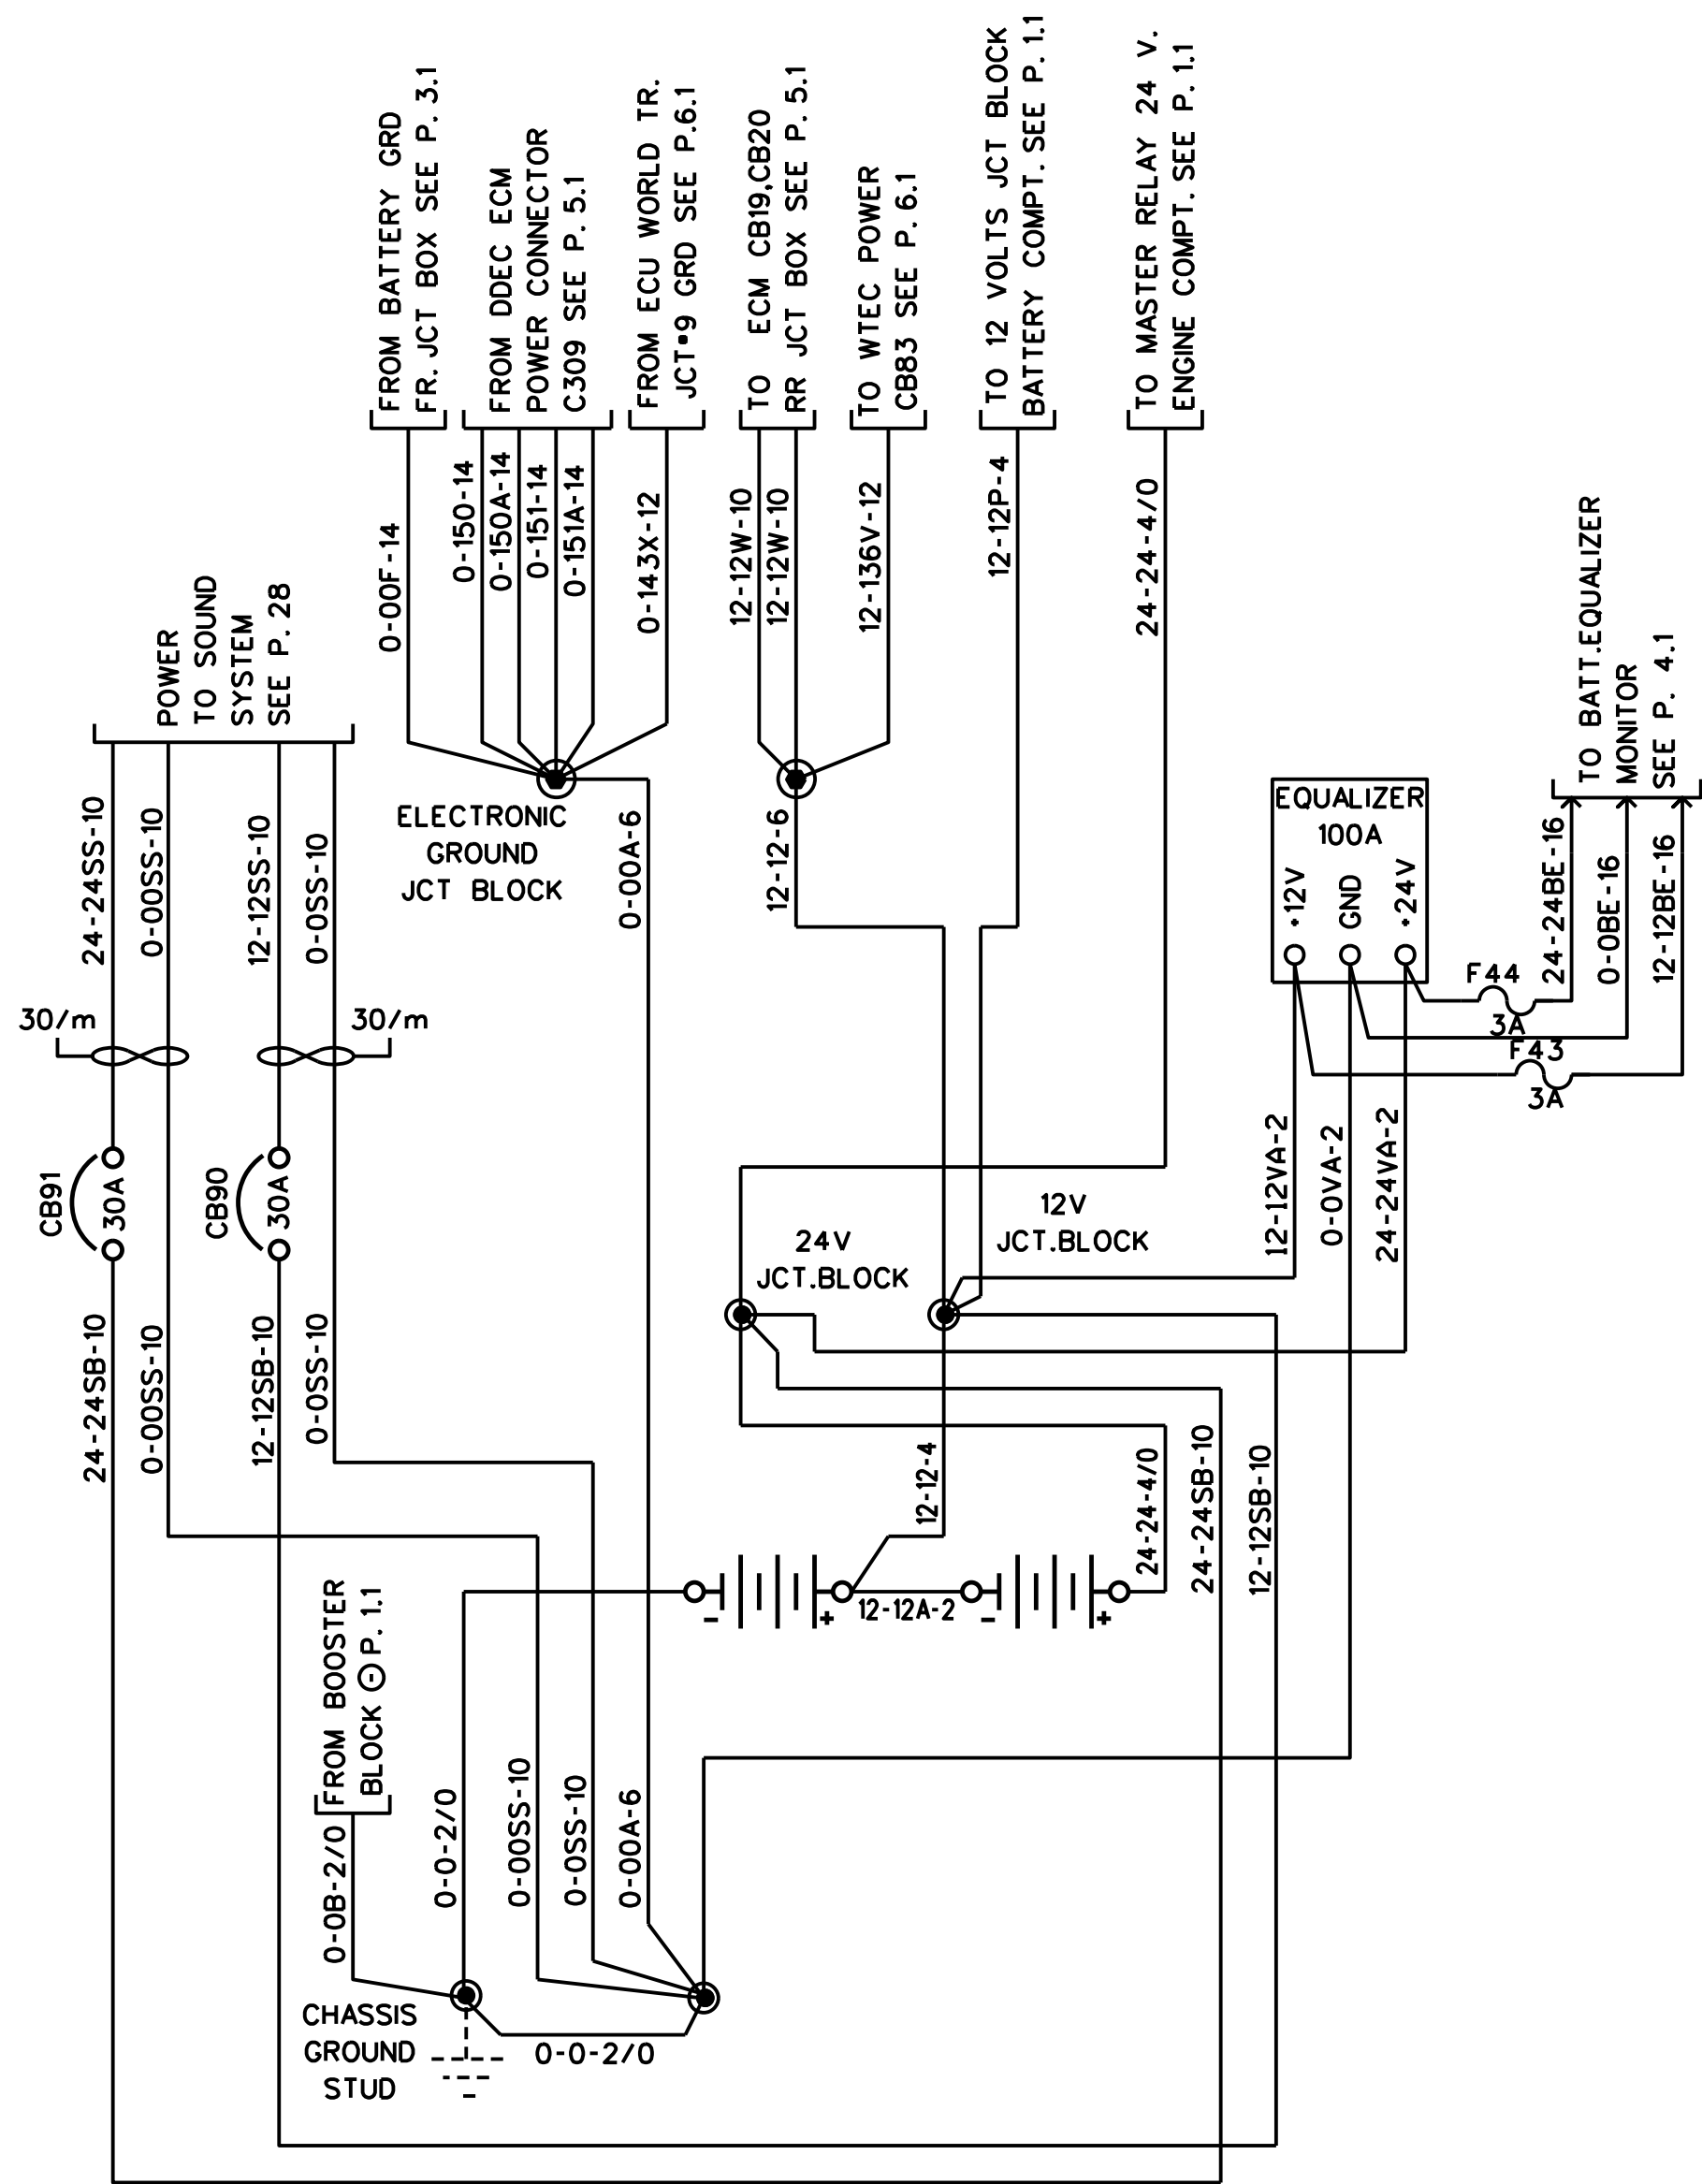 FROM BATTERY GRD
FR. JCT BOX SEE P. 3.1
FROM DDEC ECM
POWER CONNECTOR
C309 SEE P. 5.1
FROM ECU WORLD TR.
JCT•9 GRD SEE P.6.1
TO ECM CB19,CB20
RR JCT BOX SEE P. 5.1
TO WTEC POWER
CB83 SEE P. 6.1
TO 12 VOLTS JCT BLOCK
BATTERY COMPT. SEE P. 1.1
TO MASTER RELAY 24 V.
ENGINE COMPT. SEE P. 1.1
0-00F-14
0-150-14
0-150A-14
0-151-14
0-151A-14
0-143X-12
12-12W-10
12-12W-10
12-136V-12
12-12P-4
24-24-4/0
POWER
TO SOUND
SYSTEM
SEE P. 28
TO BATT.EQUALIZER
MONITOR
SEE P. 4.1
24-24SS-10
0-00SS-10
12-12SS-10
0-0SS-10
ELECTRONIC
GROUND
JCT BLOCK
0-00A-6
12-12-6
EQUALIZER
100A
+12V
GND
+24V
24-24BE-16
0-0BE-16
12-12BE-16
F44
3A
F43
3A
30/m
30/m
CB91
30A
CB90
30A
12-12VA-2
0-0VA-2
24-24VA-2
24V
JCT.BLOCK
12V
JCT.BLOCK
24-24SB-10
0-00SS-10
12-12SB-10
0-0SS-10
12-12-4
24-24-4/0
24-24SB-10
12-12SB-10
-
+
12-12A-2
-
+
FROM BOOSTER
BLOCK ⊖ P. 1.1
0-0B-2/0
0-0-2/0
0-00SS-10
0-0SS-10
0-00A-6
CHASSIS
GROUND
STUD
0-0-2/0